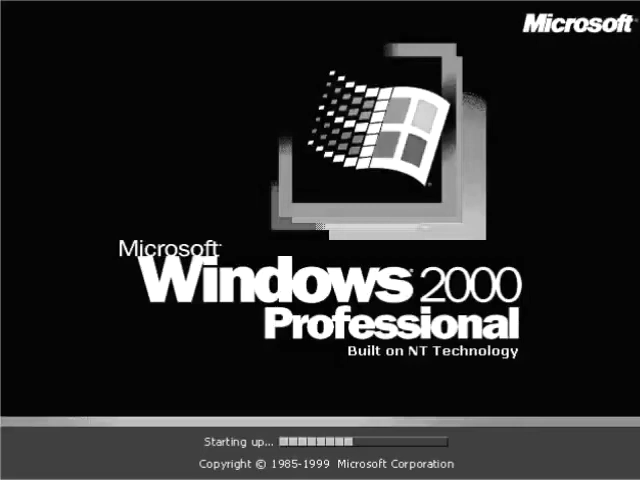 Microsoft
Microsoft
Windows 2000
Professional
Built on NT Technology
Starting up...
Copyright © 1985-1999 Microsoft Corporation